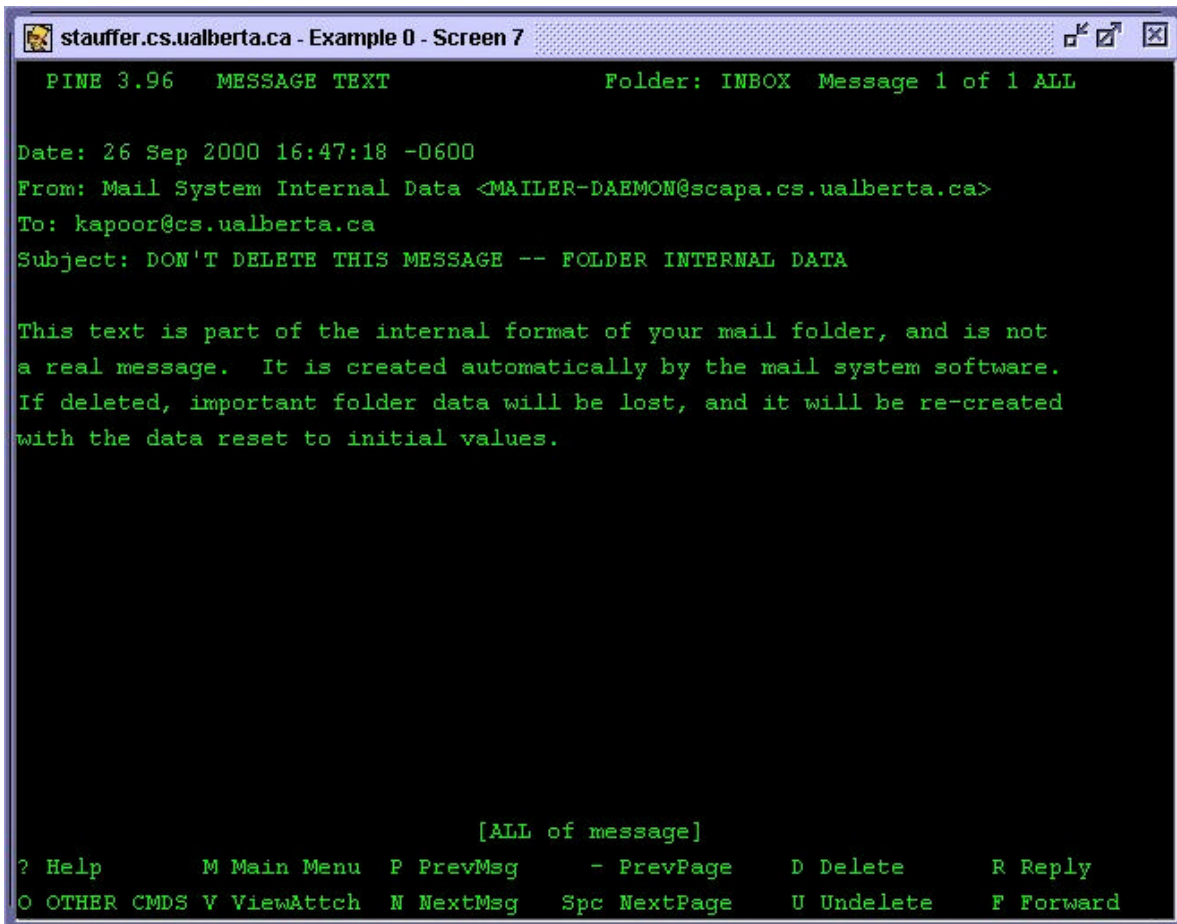 stauffer.cs.ualberta.ca - Example 0 - Screen 7
PINE 3.96   MESSAGE TEXT                       Folder: INBOX  Message 1 of 1 ALL
Date: 26 Sep 2000 16:47:18 -0600
From: Mail System Internal Data <MAILER-DAEMON@scapa.cs.ualberta.ca>
To: kapoor@cs.ualberta.ca
Subject: DON'T DELETE THIS MESSAGE -- FOLDER INTERNAL DATA
This text is part of the internal format of your mail folder, and is not
a real message.  It is created automatically by the mail system software.
If deleted, important folder data will be lost, and it will be re-created
with the data reset to initial values.
[ALL of message]
? Help       M Main Menu  P PrevMsg     - PrevPage    D Delete      R Reply
O OTHER CMDS V ViewAttch  N NextMsg   Spc NextPage    U Undelete    F Forward